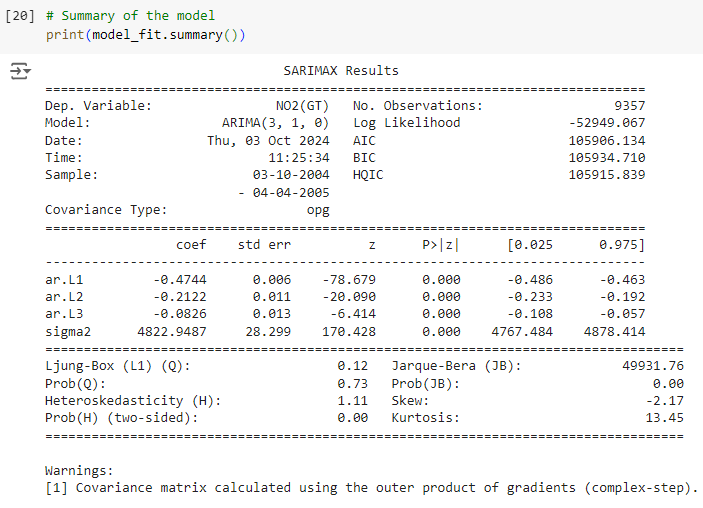 [20] # Summary of the model
print(model_fit.summary())
SARIMAX Results
==============================================================================
Dep. Variable: NO2(GT) No. Observations: 9357
Model: ARIMA(3, 1, 0) Log Likelihood -52949.067
Date: Thu, 03 Oct 2024 AIC 105906.134
Time: 11:25:34 BIC 105934.710
Sample: 03-10-2004 HQIC 105915.839
- 04-04-2005
Covariance Type: opg
==============================================================================
coef std err z P>|z| [0.025 0.975]
------------------------------------------------------------------------------
ar.L1 -0.4744 0.006 -78.679 0.000 -0.486 -0.463
ar.L2 -0.2122 0.011 -20.090 0.000 -0.233 -0.192
ar.L3 -0.0826 0.013 -6.414 0.000 -0.108 -0.057
sigma2 4822.9487 28.299 170.428 0.000 4767.484 4878.414
===================================================================================
Ljung-Box (L1) (Q): 0.12 Jarque-Bera (JB): 49931.76
Prob(Q): 0.73 Prob(JB): 0.00
Heteroskedasticity (H): 1.11 Skew: -2.17
Prob(H) (two-sided): 0.00 Kurtosis: 13.45
===================================================================================
Warnings:
[1] Covariance matrix calculated using the outer product of gradients (complex-step).